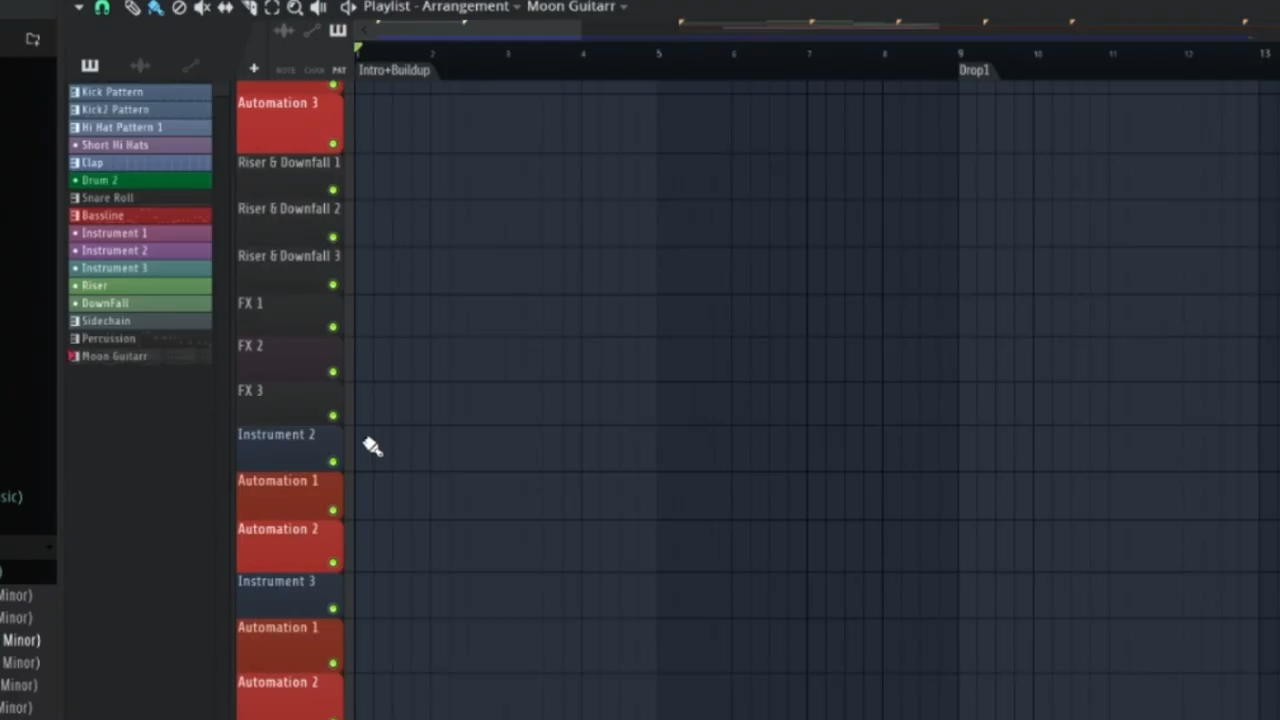 Playlist - Arrangement › Moon Guitarr
2 3 4 5 6 7 8 9 10 11 12 13
NOTE CHAN PAT
Intro+Buildup
Drop1
Kick Pattern
Kick2 Pattern
Hi Hat Pattern 1
Short Hi Hats
Clap
Drum 2
Snare Roll
Bassline
Instrument 1
Instrument 2
Instrument 3
Riser
DownFall
Sidechain
Percussion
Moon Guitarr
Automation 3
Riser & Downfall 1
Riser & Downfall 2
Riser & Downfall 3
FX 1
FX 2
FX 3
Instrument 2
Automation 1
Automation 2
Instrument 3
Automation 1
Automation 2
sic)
)
Minor)
Minor)
Minor)
Minor)
Minor)
Minor)